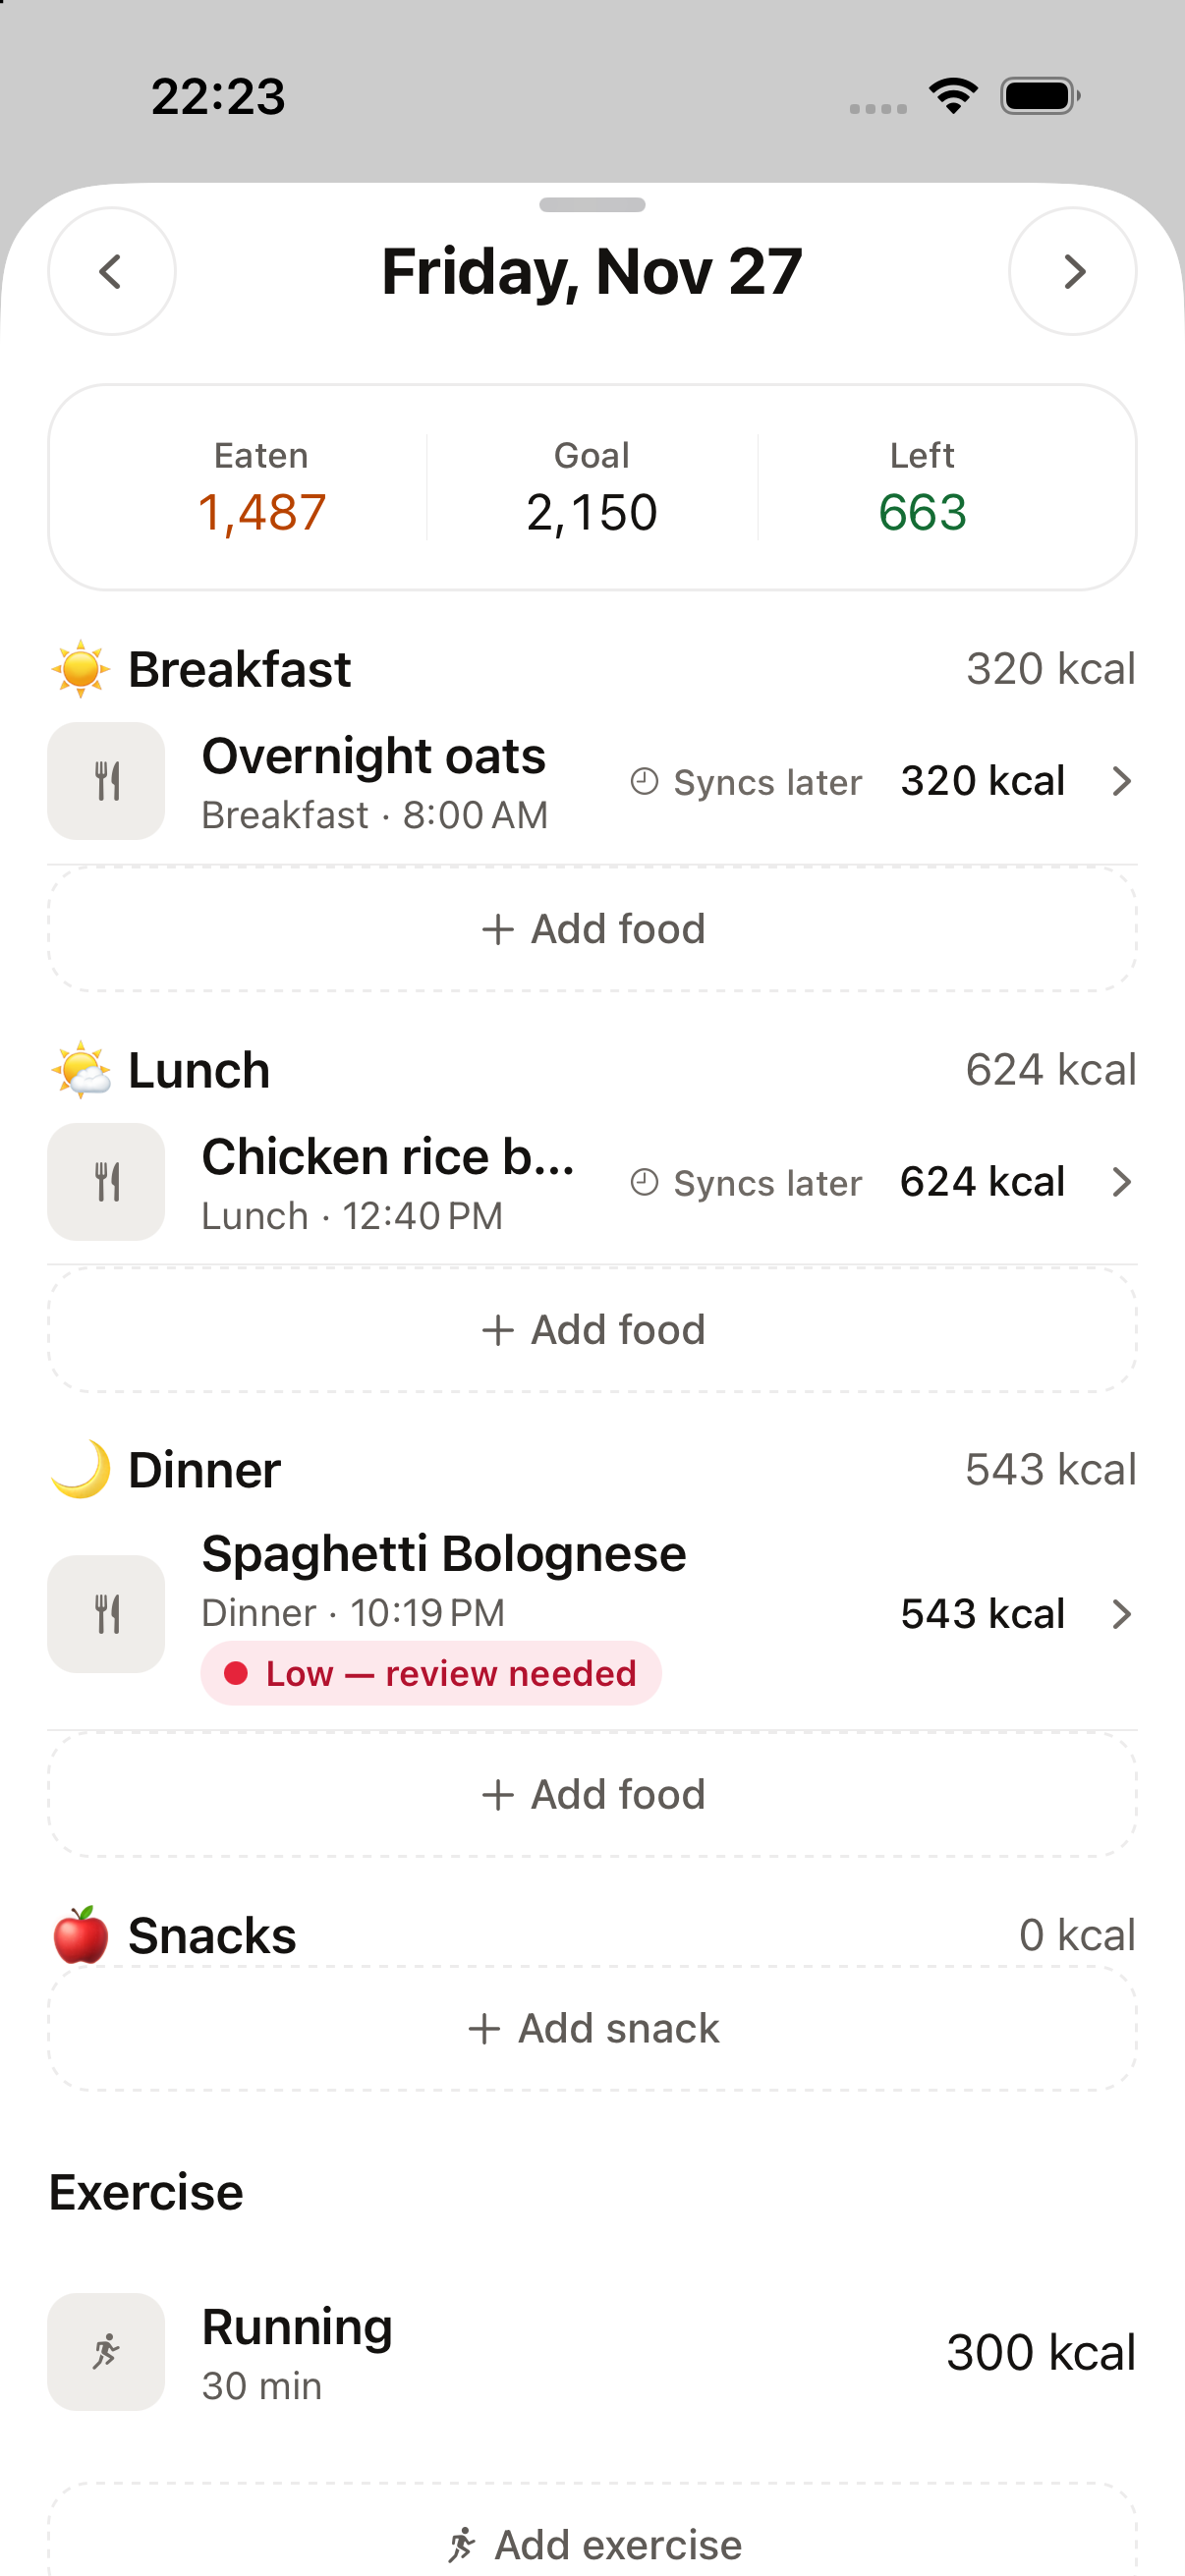 22:23
Friday, Nov 27
Eaten
1,487
Goal
2,150
Left
663
Breakfast
320 kcal
Overnight oats
Breakfast · 8:00 AM
Syncs later
320 kcal
+ Add food
Lunch
624 kcal
Chicken rice b...
Lunch · 12:40 PM
Syncs later
624 kcal
+ Add food
Dinner
543 kcal
Spaghetti Bolognese
Dinner · 10:19 PM
Low — review needed
543 kcal
+ Add food
Snacks
0 kcal
+ Add snack
Exercise
Running
30 min
300 kcal
Add exercise